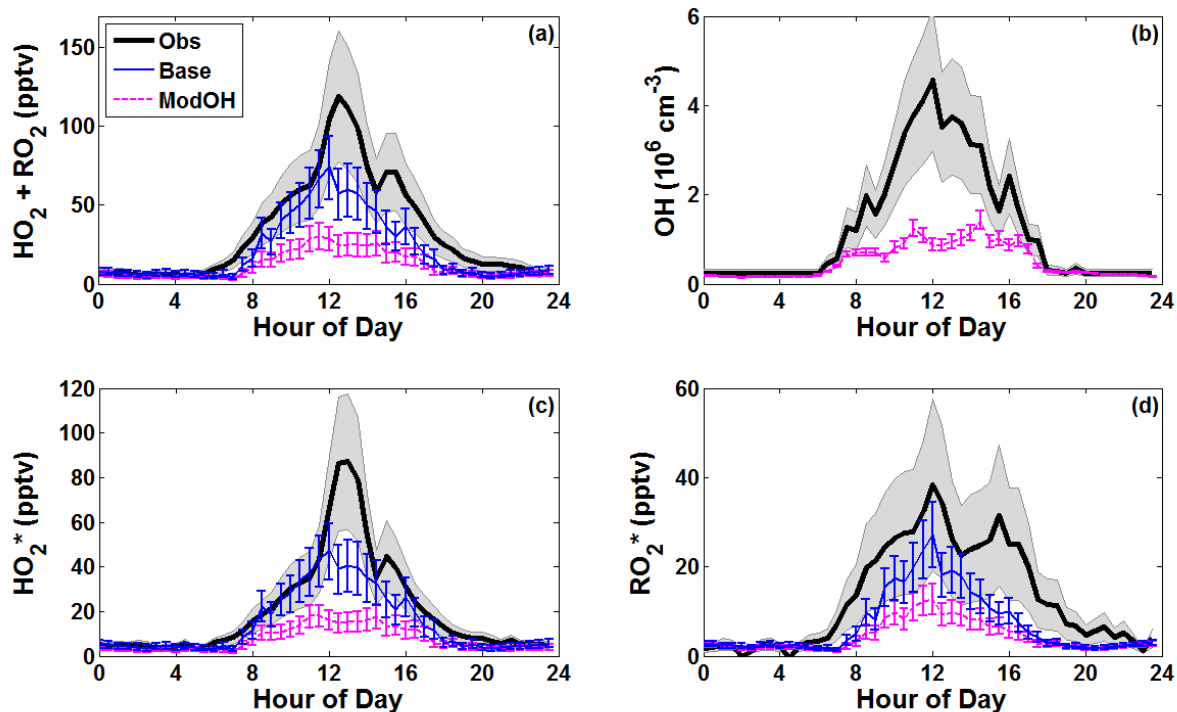 (a)
Obs
Base
ModOH
HO2 + RO2 (pptv)
150
100
50
0
0 4 8 12 16 20 24
Hour of Day
(b)
OH (10^6 cm^-3)
6
4
2
0
0 4 8 12 16 20 24
Hour of Day
(c)
HO2* (pptv)
120
100
80
60
40
20
0
0 4 8 12 16 20 24
Hour of Day
(d)
RO2* (pptv)
60
40
20
0
0 4 8 12 16 20 24
Hour of Day